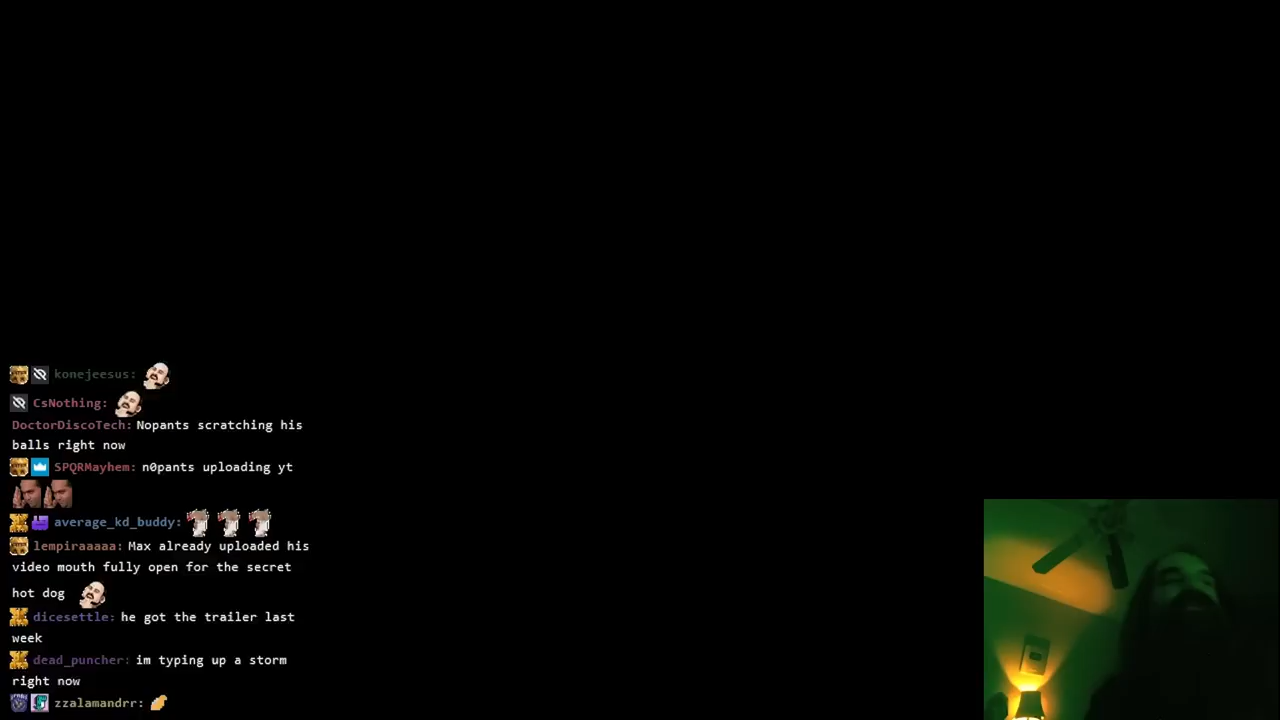 konejeesus:
CsNothing:
DoctorDiscoTech: Nopants scratching his
balls right now
SPQRMayhem: n0pants uploading yt
average_kd_buddy:
lempiraaaaa: Max already uploaded his
video mouth fully open for the secret
hot dog
dicesettle: he got the trailer last
week
dead_puncher: im typing up a storm
right now
zzalamandrr: